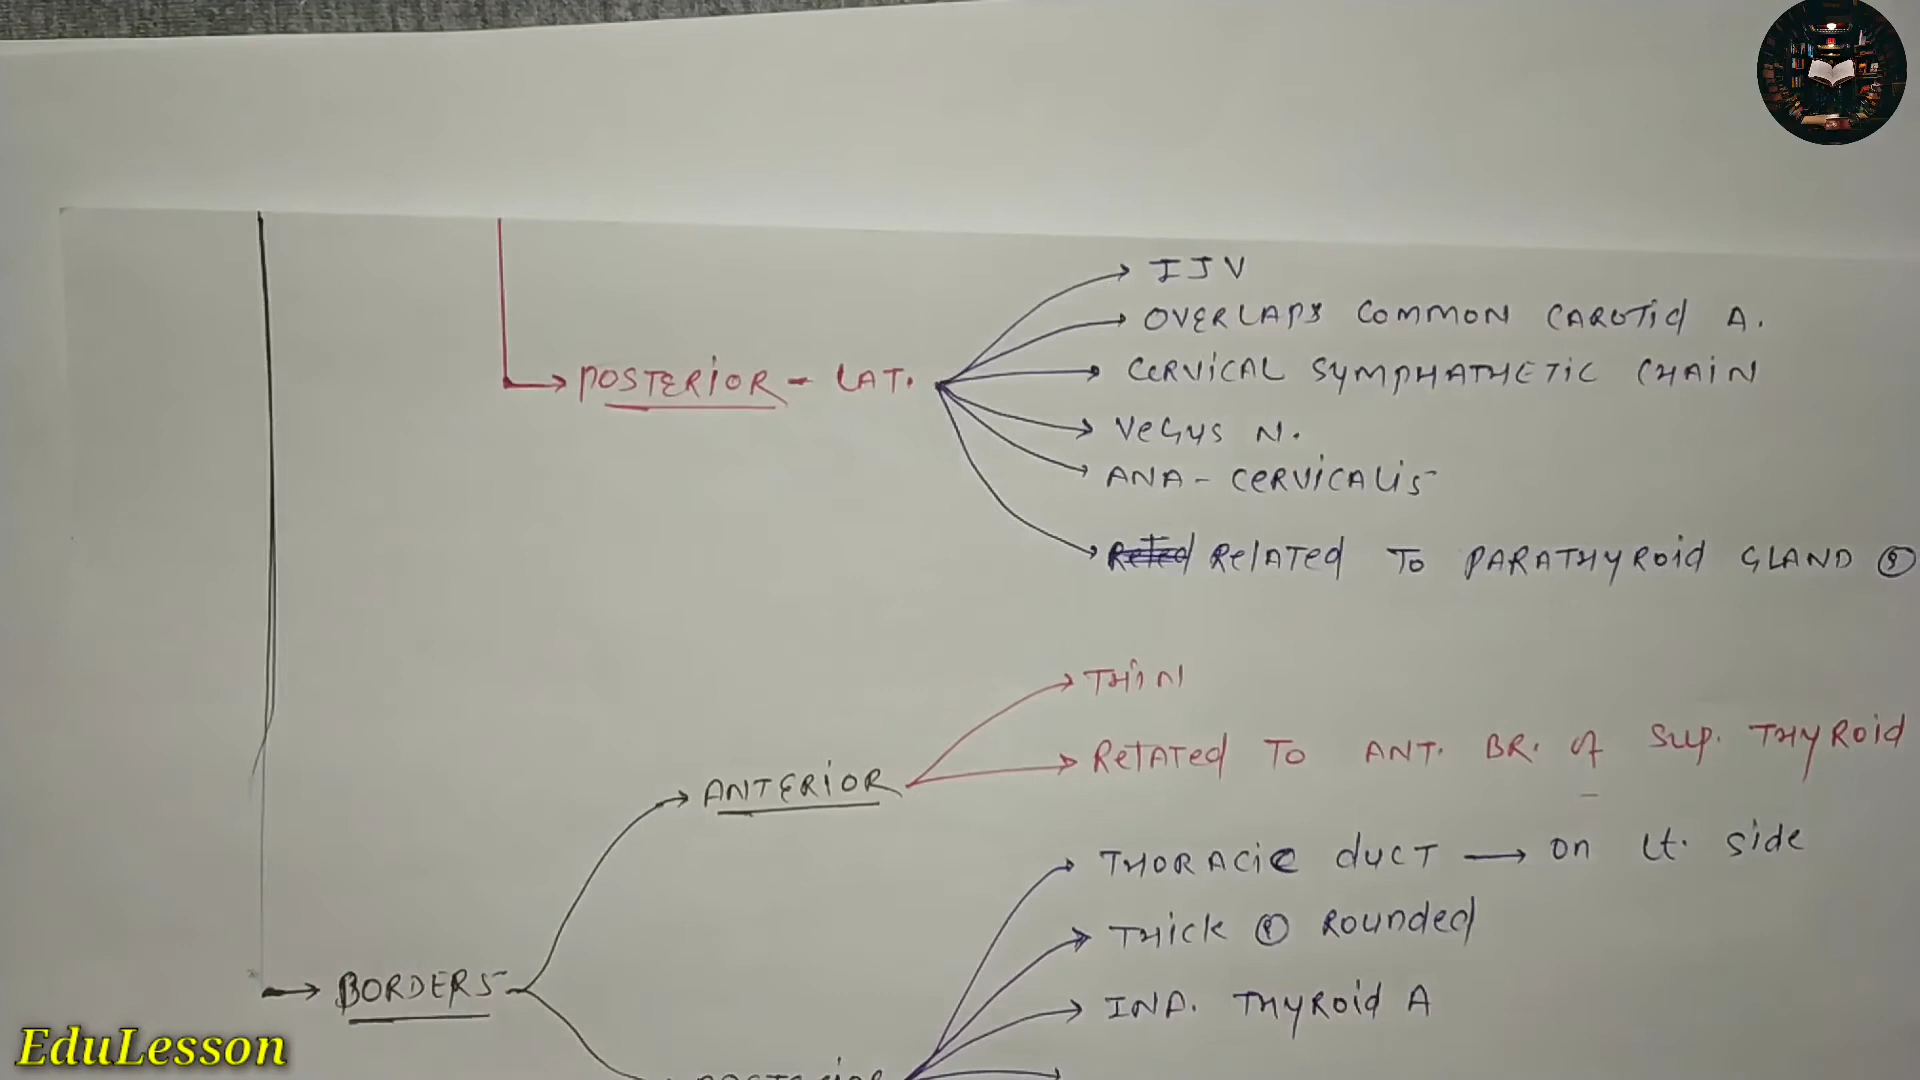 IJV
OVERLAPS COMMON CAROTID A.
CERVICAL SYMPHATHETIC CHAIN
POSTERIOR - LAT.
VEGUS N.
ANA - CERVICALIS
RELATED TO PARATHYROID GLAND
THIN
RELATED TO ANT. BR. of Sup. THYROID
ANTERIOR
THORACIC DUCT → on Lt. side
THICK & ROUNDED
BORDERS
INF. THYROID A
EduLesson
POSTERIOR